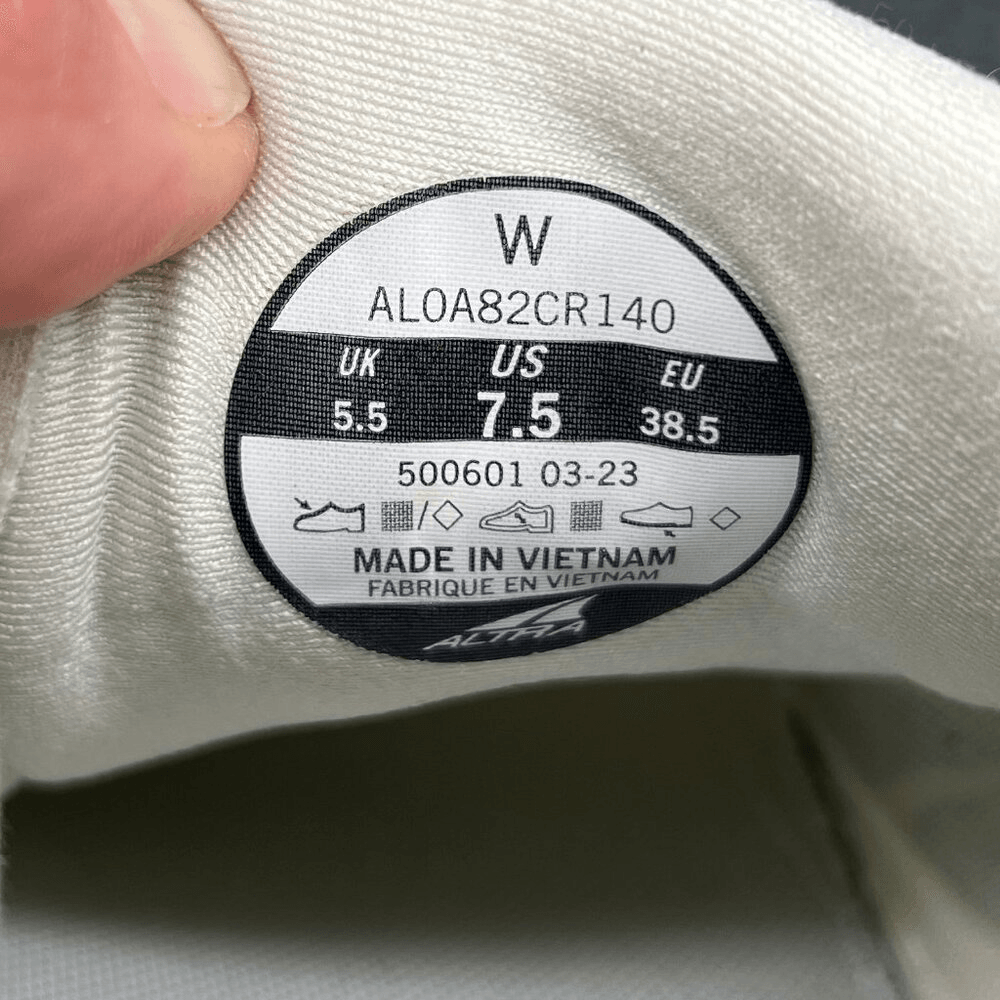 W
AL0A82CR140
UK US EU
5.5 7.5 38.5
500601 03-23
/
MADE IN VIETNAM
FABRIQUE EN VIETNAM
ALTRA